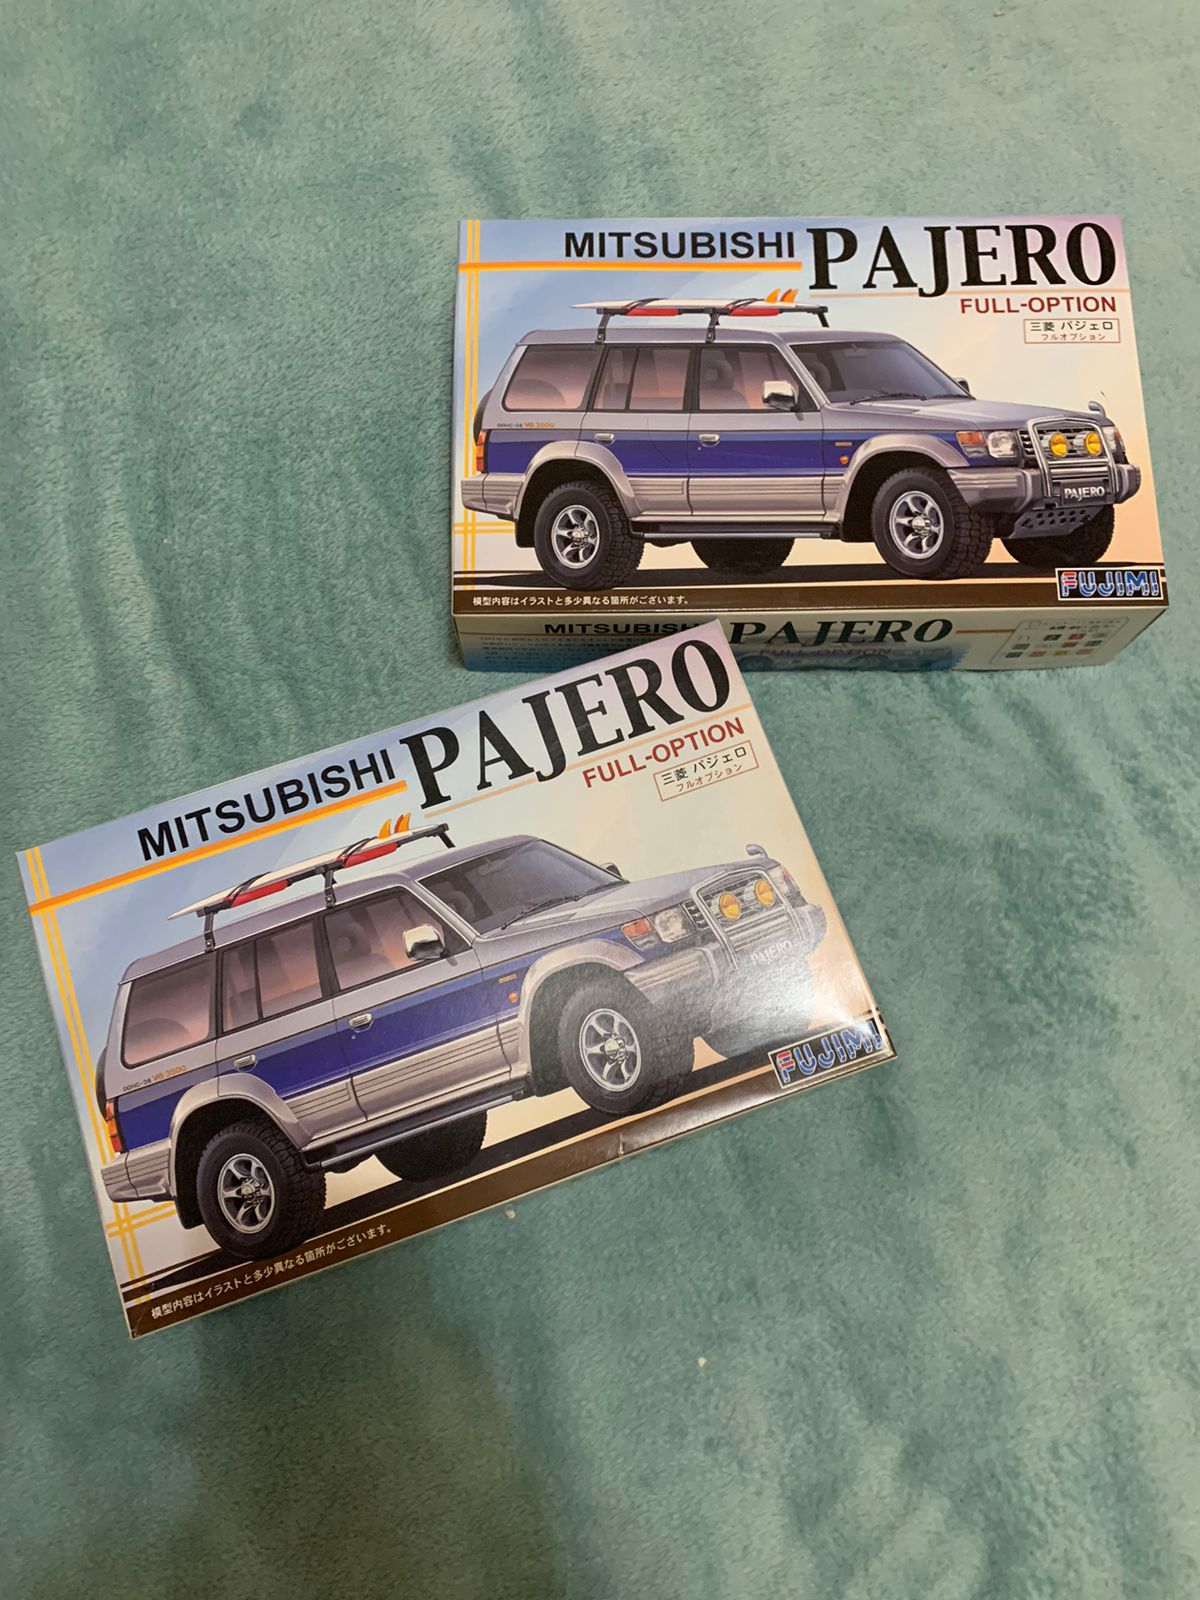 MITSUBISHI PAJERO
FULL-OPTION
三菱 パジェロ
フルオプション
DOHC-24 V6 3500
PAJERO
FUJIMI
模型内容はイラストと多少異なる箇所がございます。
MITSUBISHI PAJERO
FULL-OPTION
MITSUBISHI PAJERO
FULL-OPTION
三菱 パジェロ
フルオプション
DOHC-24 V6 3500
PAJERO
FUJIMI
模型内容はイラストと多少異なる箇所がございます。